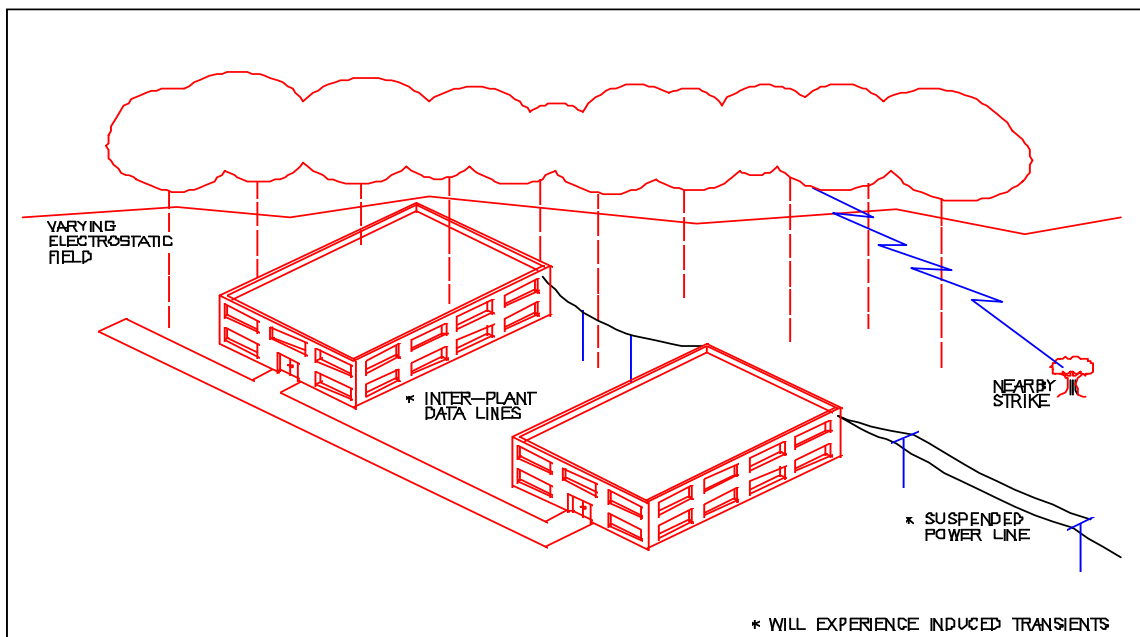 VARYING
ELECTROSTATIC
FIELD
* INTER-PLANT
DATA LINES
NEARBY
STRIKE
* SUSPENDED
POWER LINE
* WILL EXPERIENCE INDUCED TRANSIENTS